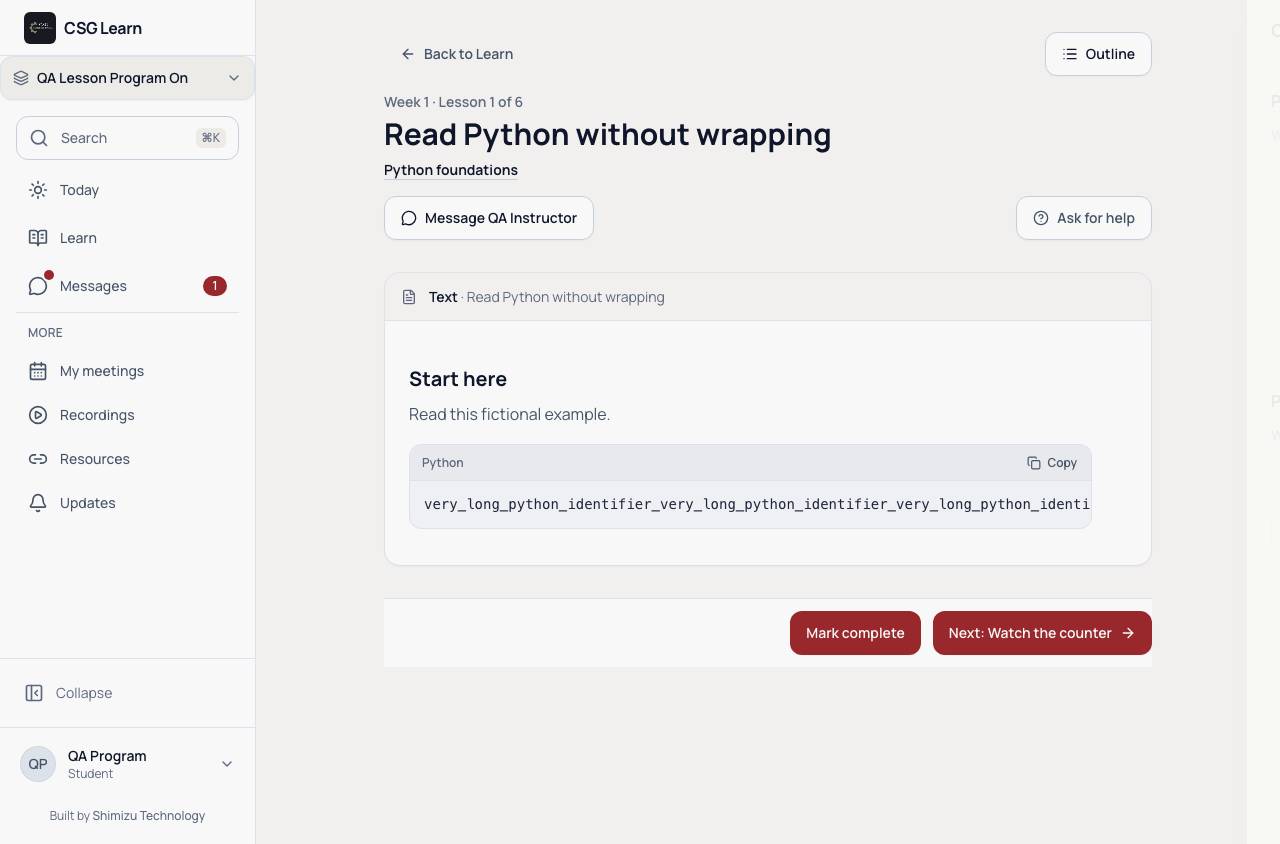 CSG Learn
QA Lesson Program On
Search ⌘K
Today
Learn
Messages 1
MORE
My meetings
Recordings
Resources
Updates
Collapse
QP
QA Program
Student
Built by Shimizu Technology
Back to Learn
Outline
Week 1 · Lesson 1 of 6
Read Python without wrapping
Python foundations
Message QA Instructor
Ask for help
Text · Read Python without wrapping
Start here
Read this fictional example.
Python
Copy
very_long_python_identifier_very_long_python_identifier_very_long_python_identi
Mark complete
Next: Watch the counter